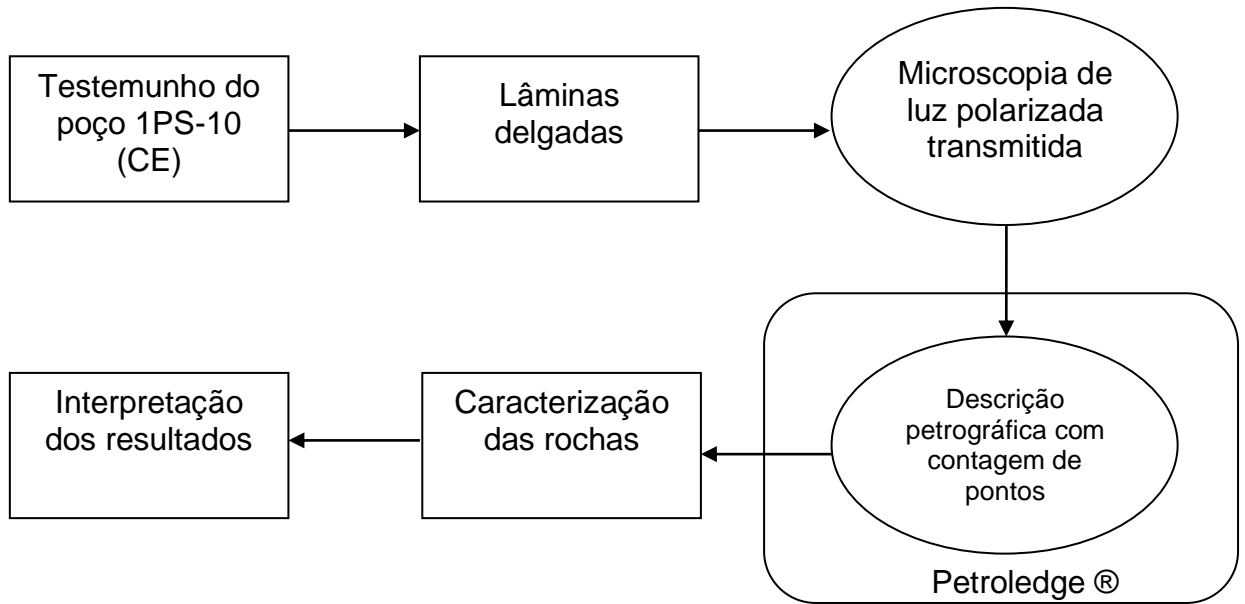 Testemunho do
poço 1PS-10
(CE)
Lâminas
delgadas
Microscopia de
luz polarizada
transmitida
Descrição
petrográfica com
contagem de
pontos
Petroledge ®
Caracterização
das rochas
Interpretação
dos resultados